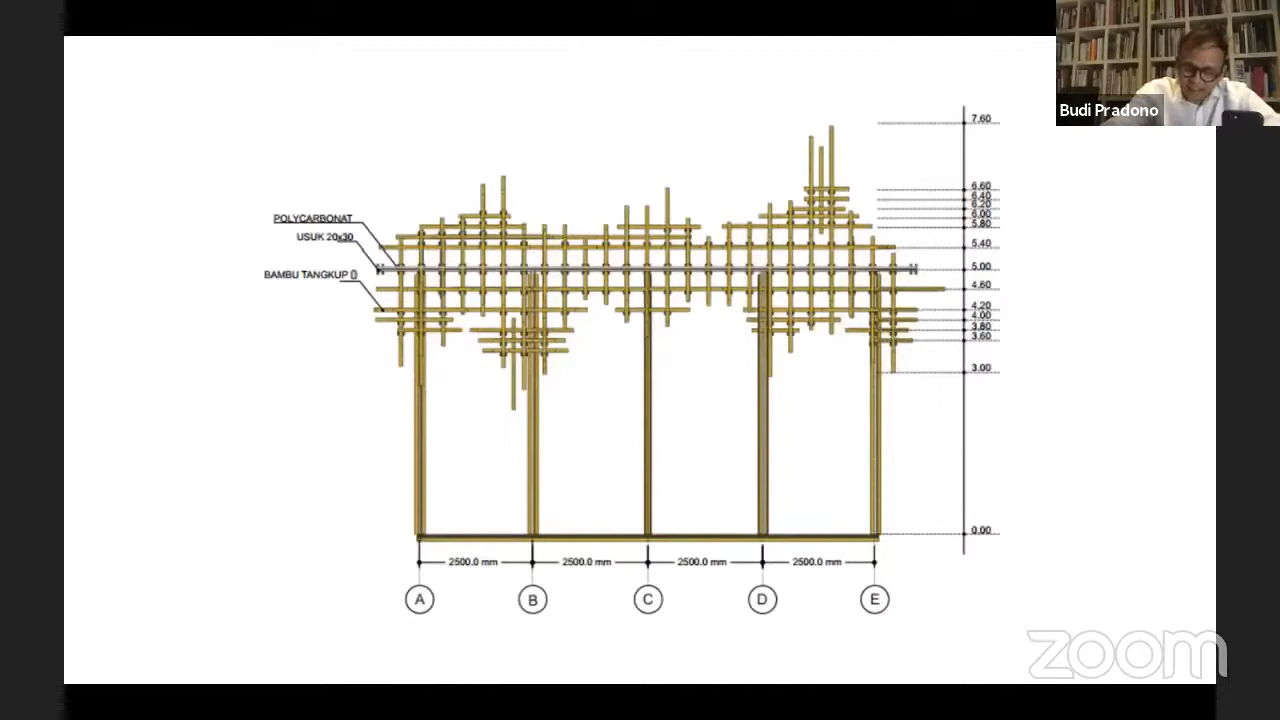 Budi Pradono
7.60
POLYCARBONAT
USUK 20x30
BAMBU TANGKUP []
6.60
6.40
6.20
6.00
5.80
5.40
5.00
4.60
4.20
4.00
3.80
3.60
3.00
0.00
2500.0 mm 2500.0 mm 2500.0 mm 2500.0 mm
A B C D E
zoom